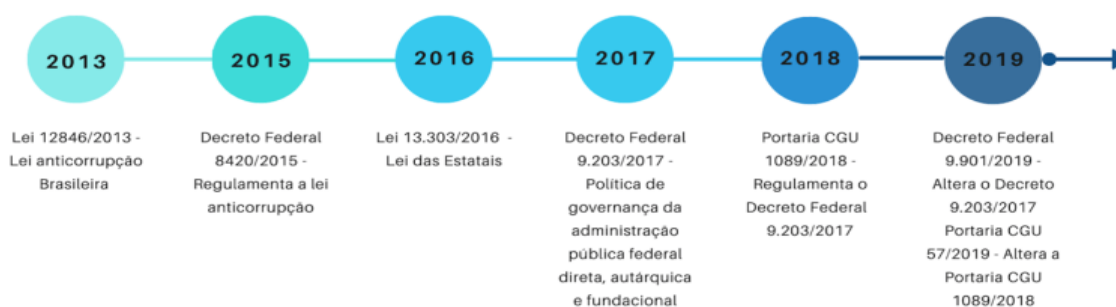 2013
2015
2016
2017
2018
2019
Lei 12846/2013 -
Lei anticorrupção
Brasileira
Decreto Federal
8420/2015 -
Regulamenta a lei
anticorrupção
Lei 13.303/2016 -
Lei das Estatais
Decreto Federal
9.203/2017 -
Política de
governança da
administração
pública federal
direta, autárquica
e fundacional
Portaria CGU
1089/2018 -
Regulamenta o
Decreto Federal
9.203/2017
Decreto Federal
9.901/2019 -
Altera o Decreto
9.203/2017
Portaria CGU
57/2019 - Altera a
Portaria CGU
1089/2018